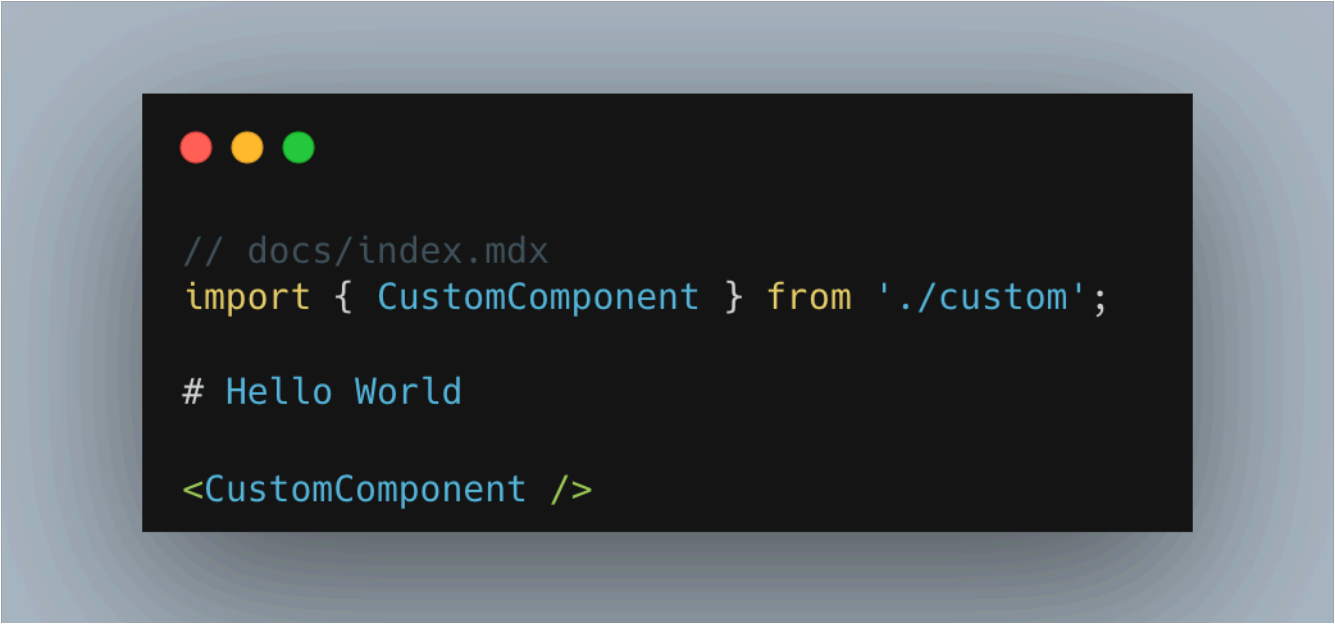 // docs/index.mdx
import { CustomComponent } from './custom';
# Hello World
<CustomComponent />